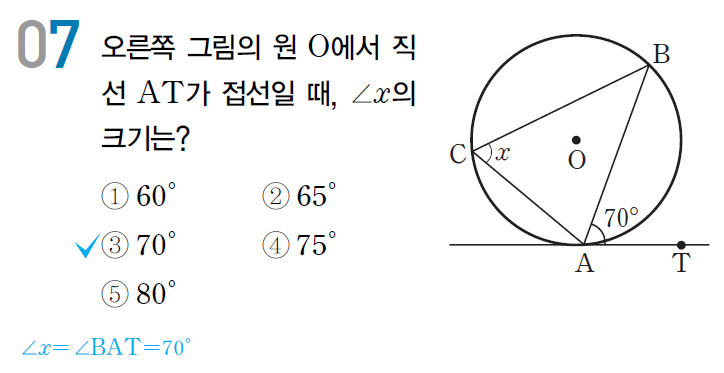 07
오른쪽 그림의 원 O에서 직
선 AT가 접선일 때, ∠x의
크기는?
① 60° ② 65°
③ 70° ④ 75°
⑤ 80°
∠x=∠BAT=70°
B
C x O
70°
A T